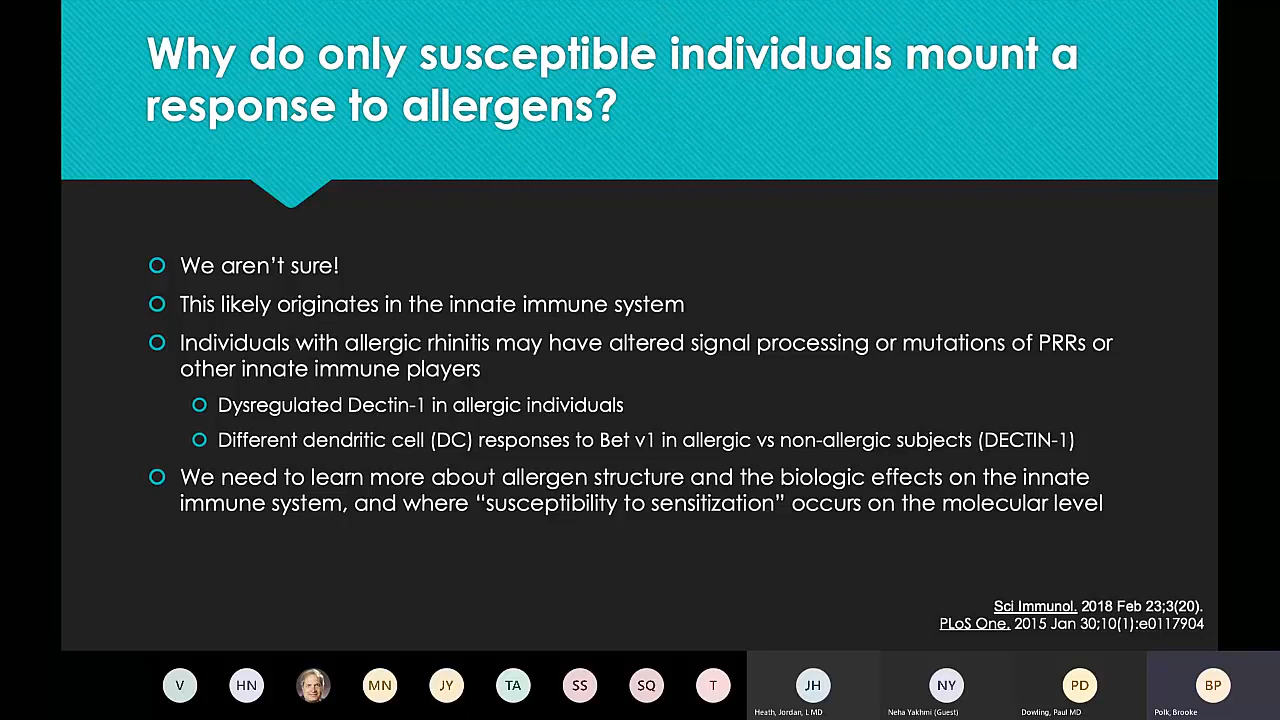 Why do only susceptible individuals mount a
response to allergens?
We aren’t sure!
This likely originates in the innate immune system
Individuals with allergic rhinitis may have altered signal processing or mutations of PRRs or
other innate immune players
Dysregulated Dectin-1 in allergic individuals
Different dendritic cell (DC) responses to Bet v1 in allergic vs non-allergic subjects (DECTIN-1)
We need to learn more about allergen structure and the biologic effects on the innate
immune system, and where “susceptibility to sensitization” occurs on the molecular level
Sci Immunol. 2018 Feb 23;3(20).
PLoS One. 2015 Jan 30;10(1):e0117904
V HN MN JY TA SS SQ T JH NY PD BP
Heath, Jordan, L MD Neha Yakhmi (Guest) Dowling, Paul MD Polk, Brooke